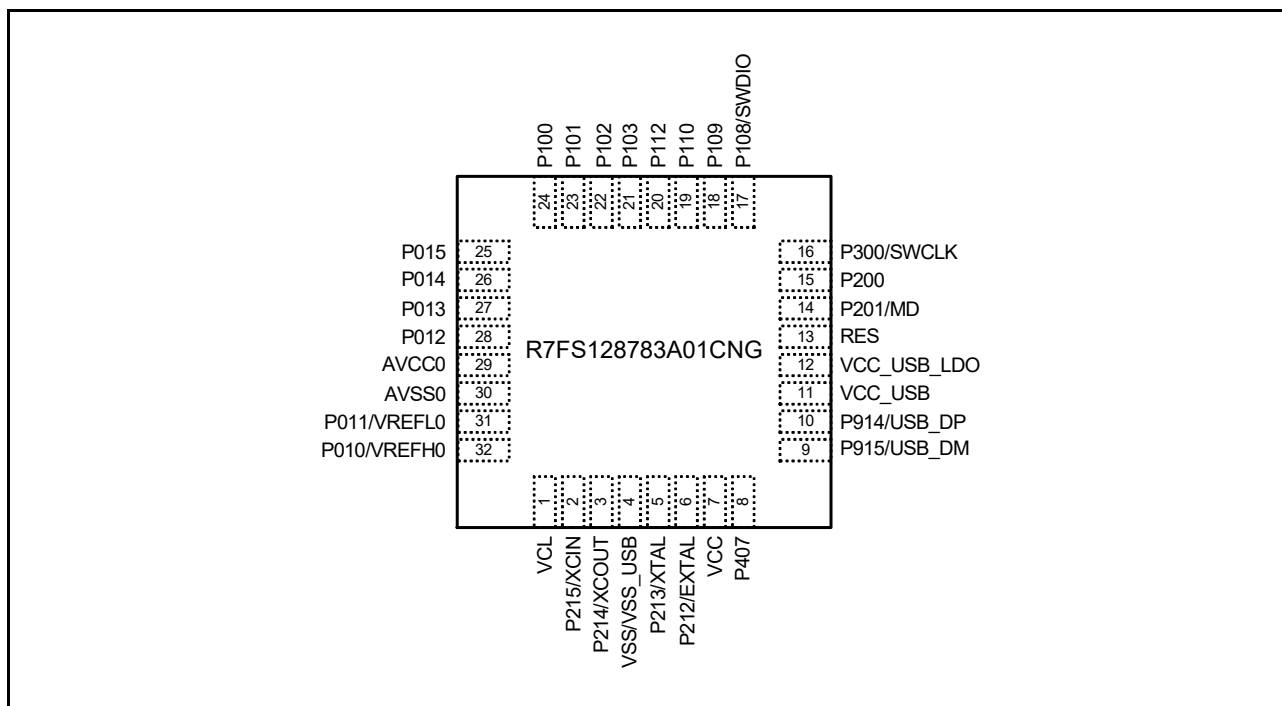 P100
P101
P102
P103
P112
P110
P109
P108/SWDIO
24
23
22
21
20
19
18
17
P015 25
P014 26
P013 27
P012 28
AVCC0 29
AVSS0 30
P011/VREFL0 31
P010/VREFH0 32
R7FS128783A01CNG
16 P300/SWCLK
15 P200
14 P201/MD
13 RES
12 VCC_USB_LDO
11 VCC_USB
10 P914/USB_DP
9 P915/USB_DM
1
2
3
4
5
6
7
8
VCL
P215/XCIN
P214/XCOUT
VSS/VSS_USB
P213/XTAL
P212/EXTAL
VCC
P407